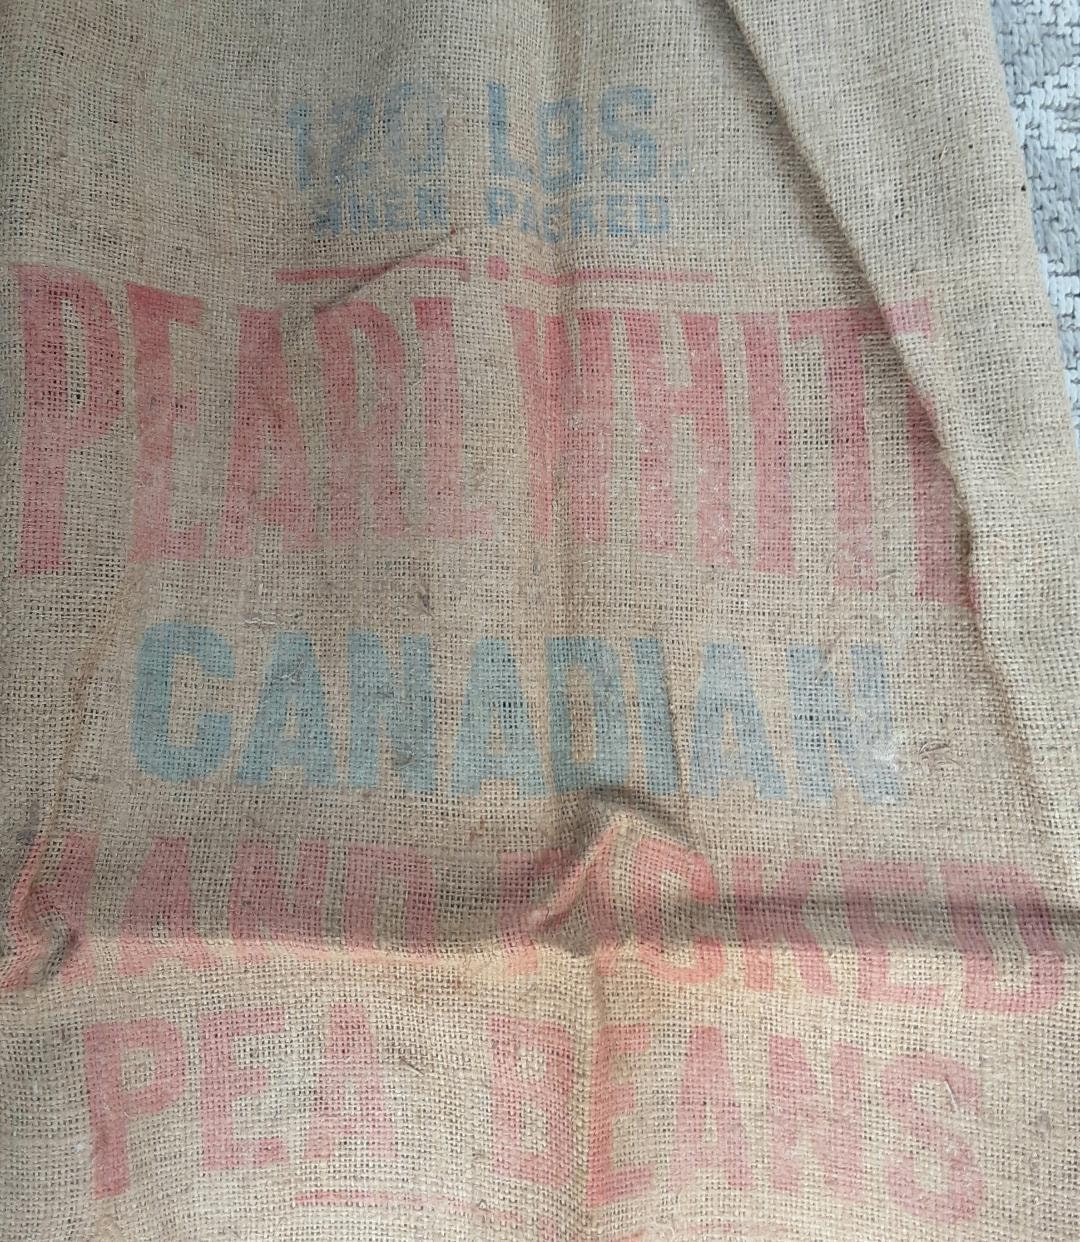 120 LBS.
WHEN PACKED
PEARL WHITE
CANADIAN
HAND PICKED
PEA BEANS